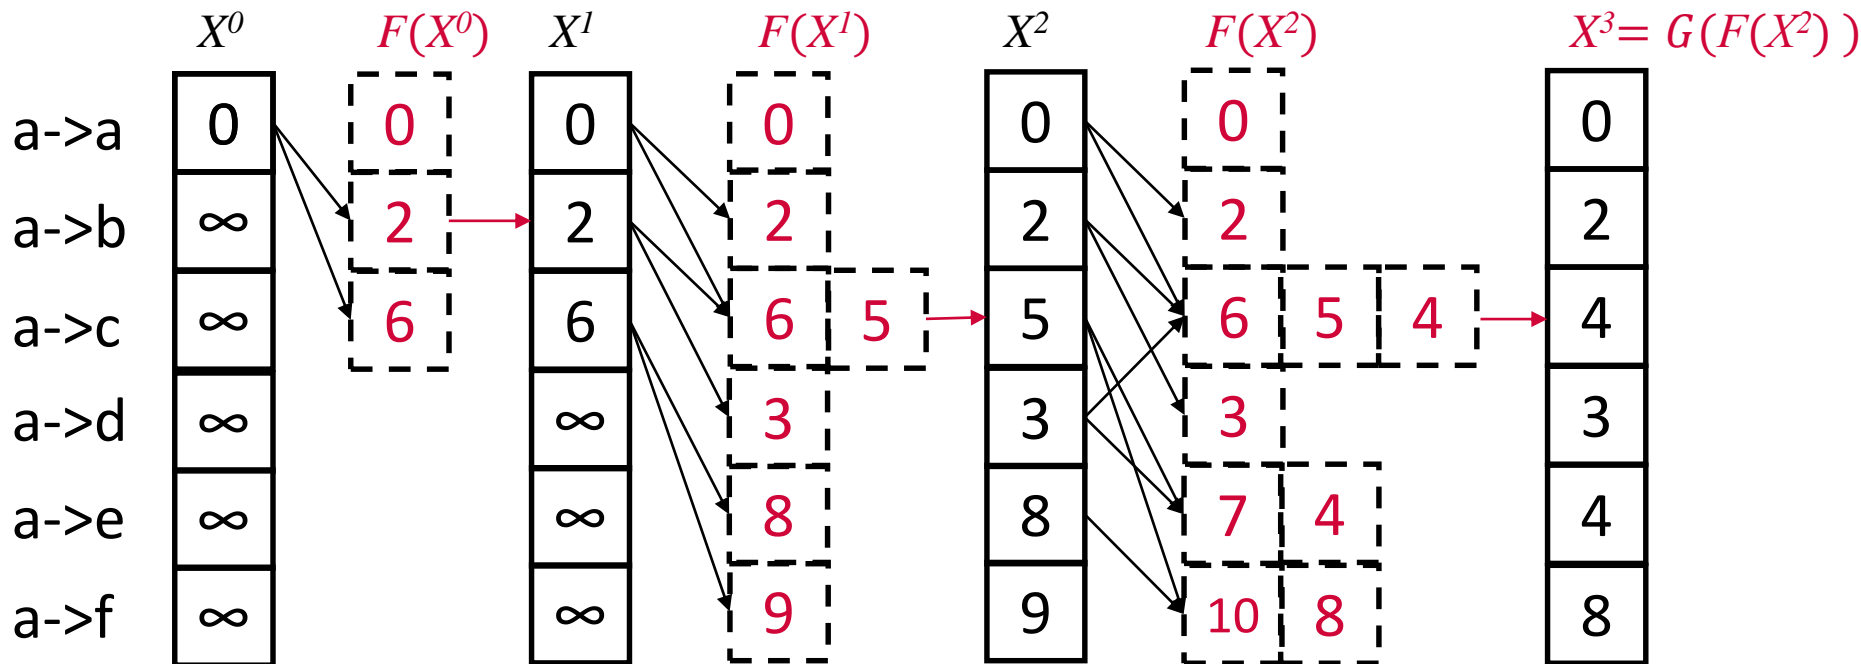 X⁰ F(X⁰) X¹ F(X¹) X² F(X²) X³= G(F(X²) )
a->a 0 0 0 0 0 0 0
a->b ∞ 2 2 2 2 2 2
a->c ∞ 6 6 6 5 5 6 5 4 4
a->d ∞ ∞ 3 3 3 3
a->e ∞ ∞ 8 8 7 4 4
a->f ∞ ∞ 9 9 10 8 8